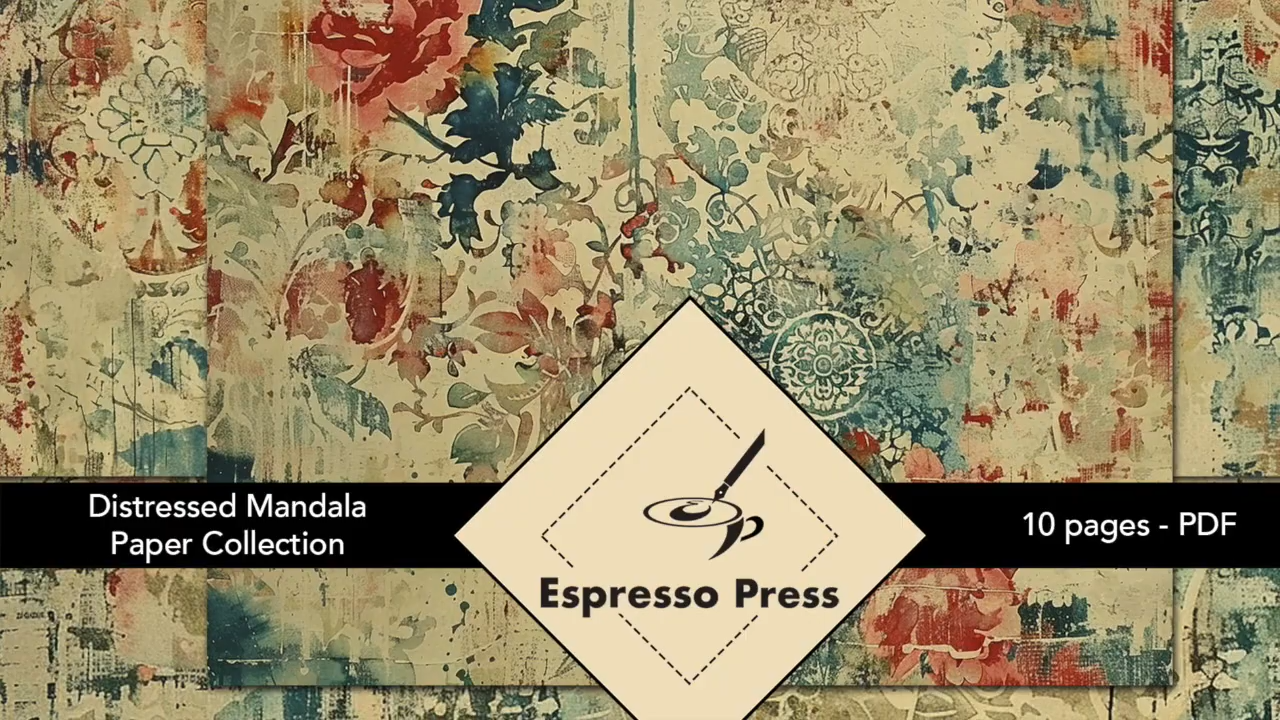 Distressed Mandala
Paper Collection
10 pages - PDF
Espresso Press